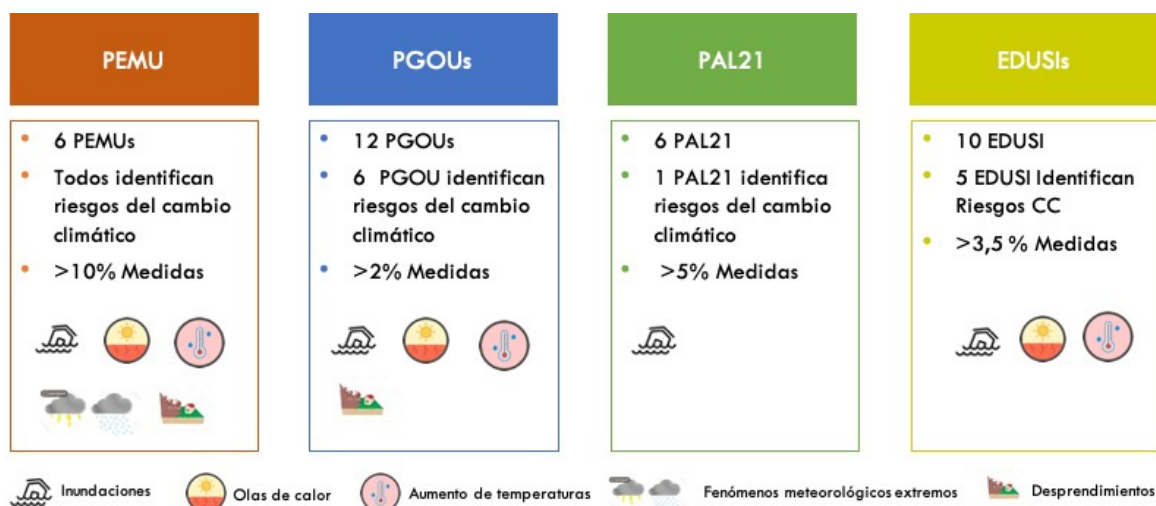 PEMU
6 PEMUs
Todos identifican
riesgos del cambio
climático
>10% Medidas
PGOUs
12 PGOUs
6 PGOU identifican
riesgos del cambio
climático
>2% Medidas
PAL21
6 PAL21
1 PAL21 identifica
riesgos del cambio
climático
>5% Medidas
EDUSIs
10 EDUSI
5 EDUSI Identifican
Riesgos CC
>3,5 % Medidas
Inundaciones
Olas de calor
Aumento de temperaturas
Fenómenos meteorológicos extremos
Desprendimientos